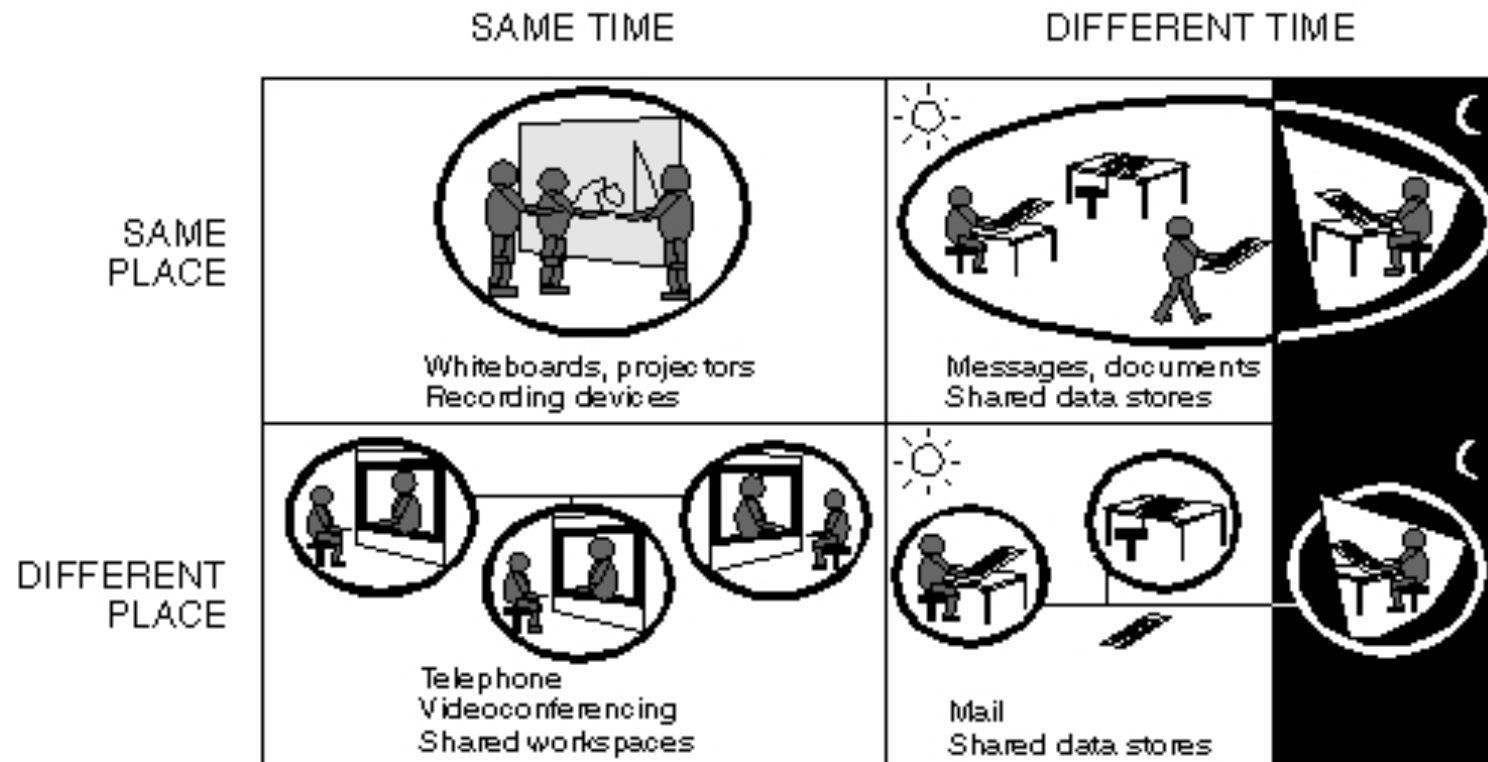 SAME TIME
DIFFERENT TIME
SAME
PLACE
Whiteboards, projectors
Recording devices
Messages, documents
Shared data stores
DIFFERENT
PLACE
Telephone
Videoconferencing
Shared workspaces
Mail
Shared data stores